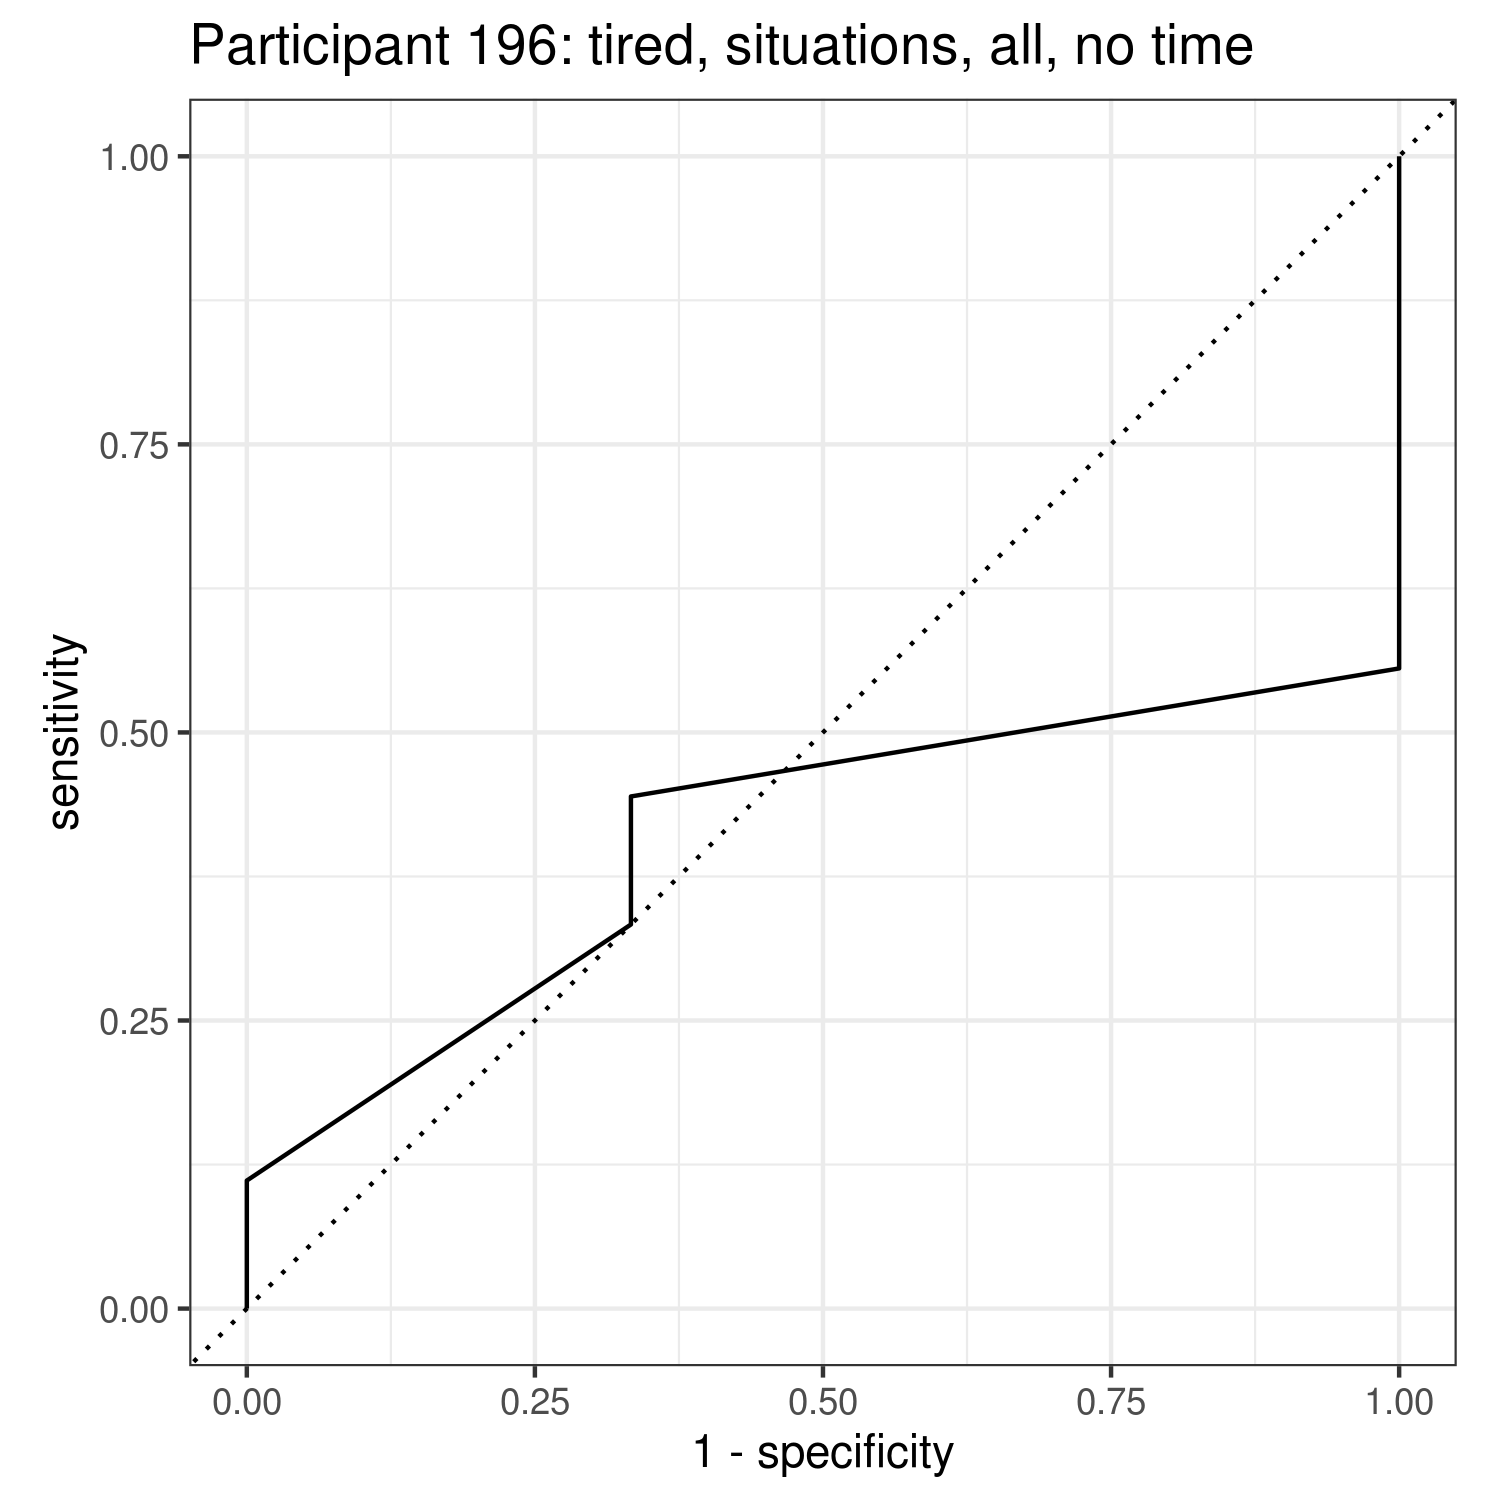 Participant 196: tired, situations, all, no time
1.00
0.75
0.50
0.25
0.00
sensitivity
0.00 0.25 0.50 0.75 1.00
1 - specificity